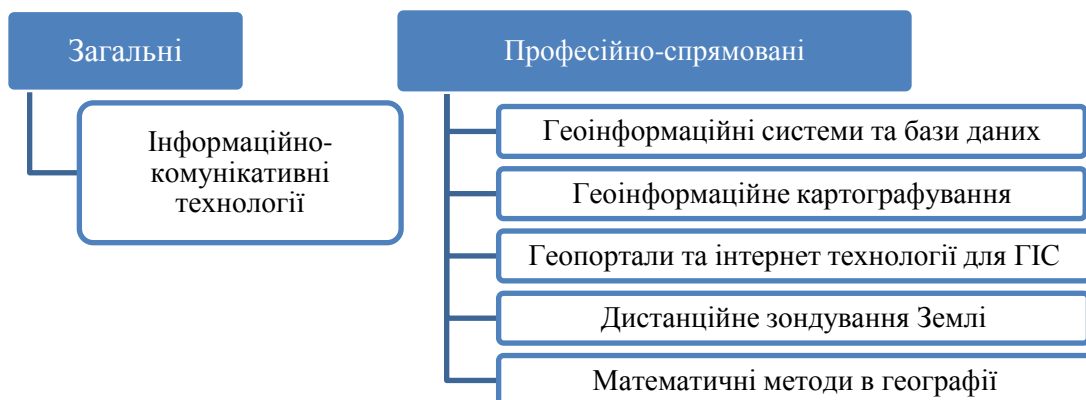 Загальні
Інформаційно-
комунікативні
технології
Професійно-спрямовані
Геоінформаційні системи та бази даних
Геоінформаційне картографування
Геопортали та інтернет технології для ГІС
Дистанційне зондування Землі
Математичні методи в географії